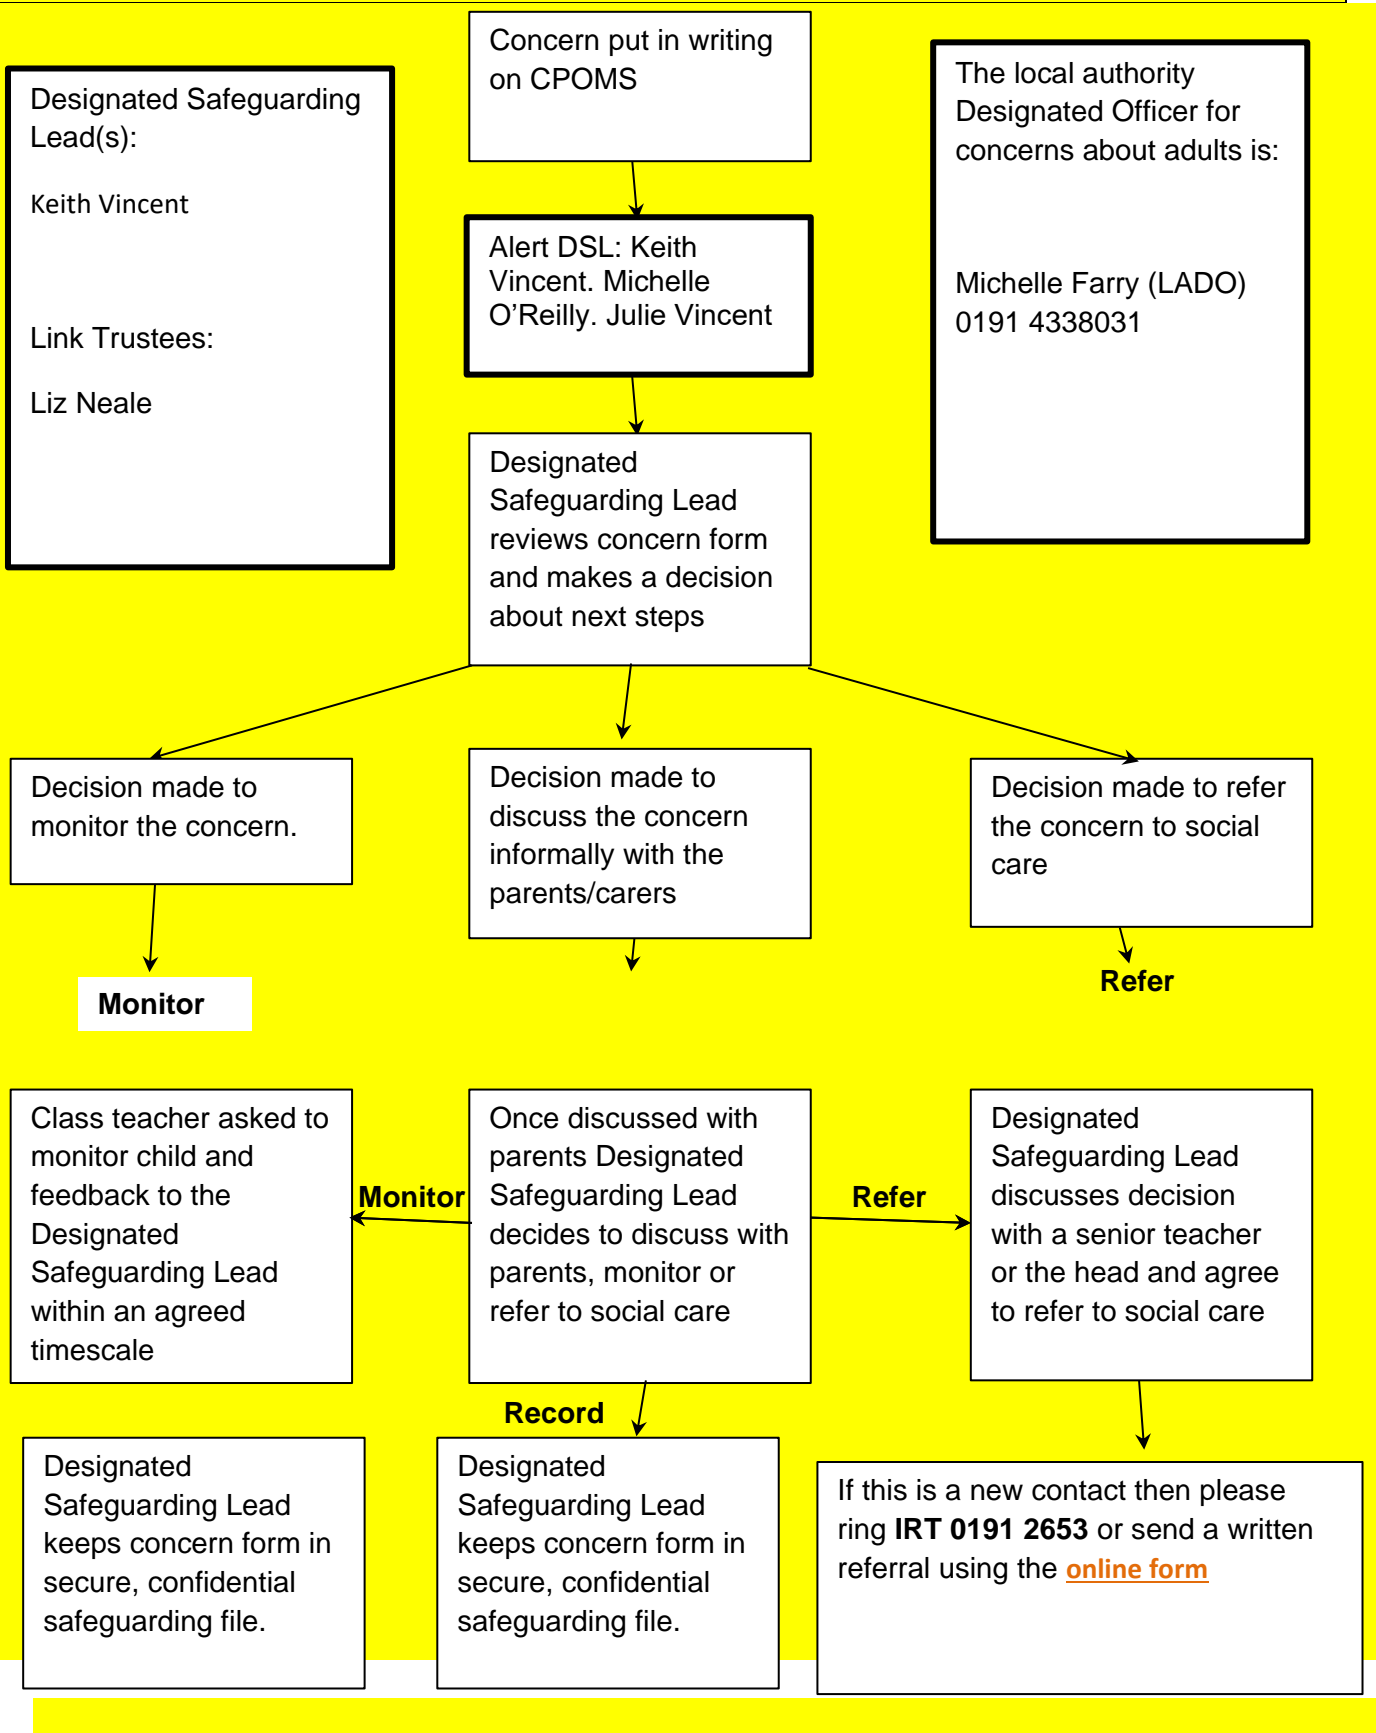 Concern put in writing
on CPOMS
Designated Safeguarding
Lead(s):
Keith Vincent
Link Trustees:
Liz Neale
The local authority
Designated Officer for
concerns about adults is:
Michelle Farry (LADO)
0191 4338031
Alert DSL: Keith
Vincent. Michelle
O’Reilly. Julie Vincent
Designated
Safeguarding Lead
reviews concern form
and makes a decision
about next steps
Decision made to
monitor the concern.
Decision made to
discuss the concern
informally with the
parents/carers
Decision made to refer
the concern to social
care
Monitor
Refer
Class teacher asked to
monitor child and
feedback to the
Designated
Safeguarding Lead
within an agreed
timescale
Monitor
Once discussed with
parents Designated
Safeguarding Lead
decides to discuss with
parents, monitor or
refer to social care
Refer
Designated
Safeguarding Lead
discusses decision
with a senior teacher
or the head and agree
to refer to social care
Record
Designated
Safeguarding Lead
keeps concern form in
secure, confidential
safeguarding file.
Designated
Safeguarding Lead
keeps concern form in
secure, confidential
safeguarding file.
If this is a new contact then please
ring IRT 0191 2653 or send a written
referral using the online form